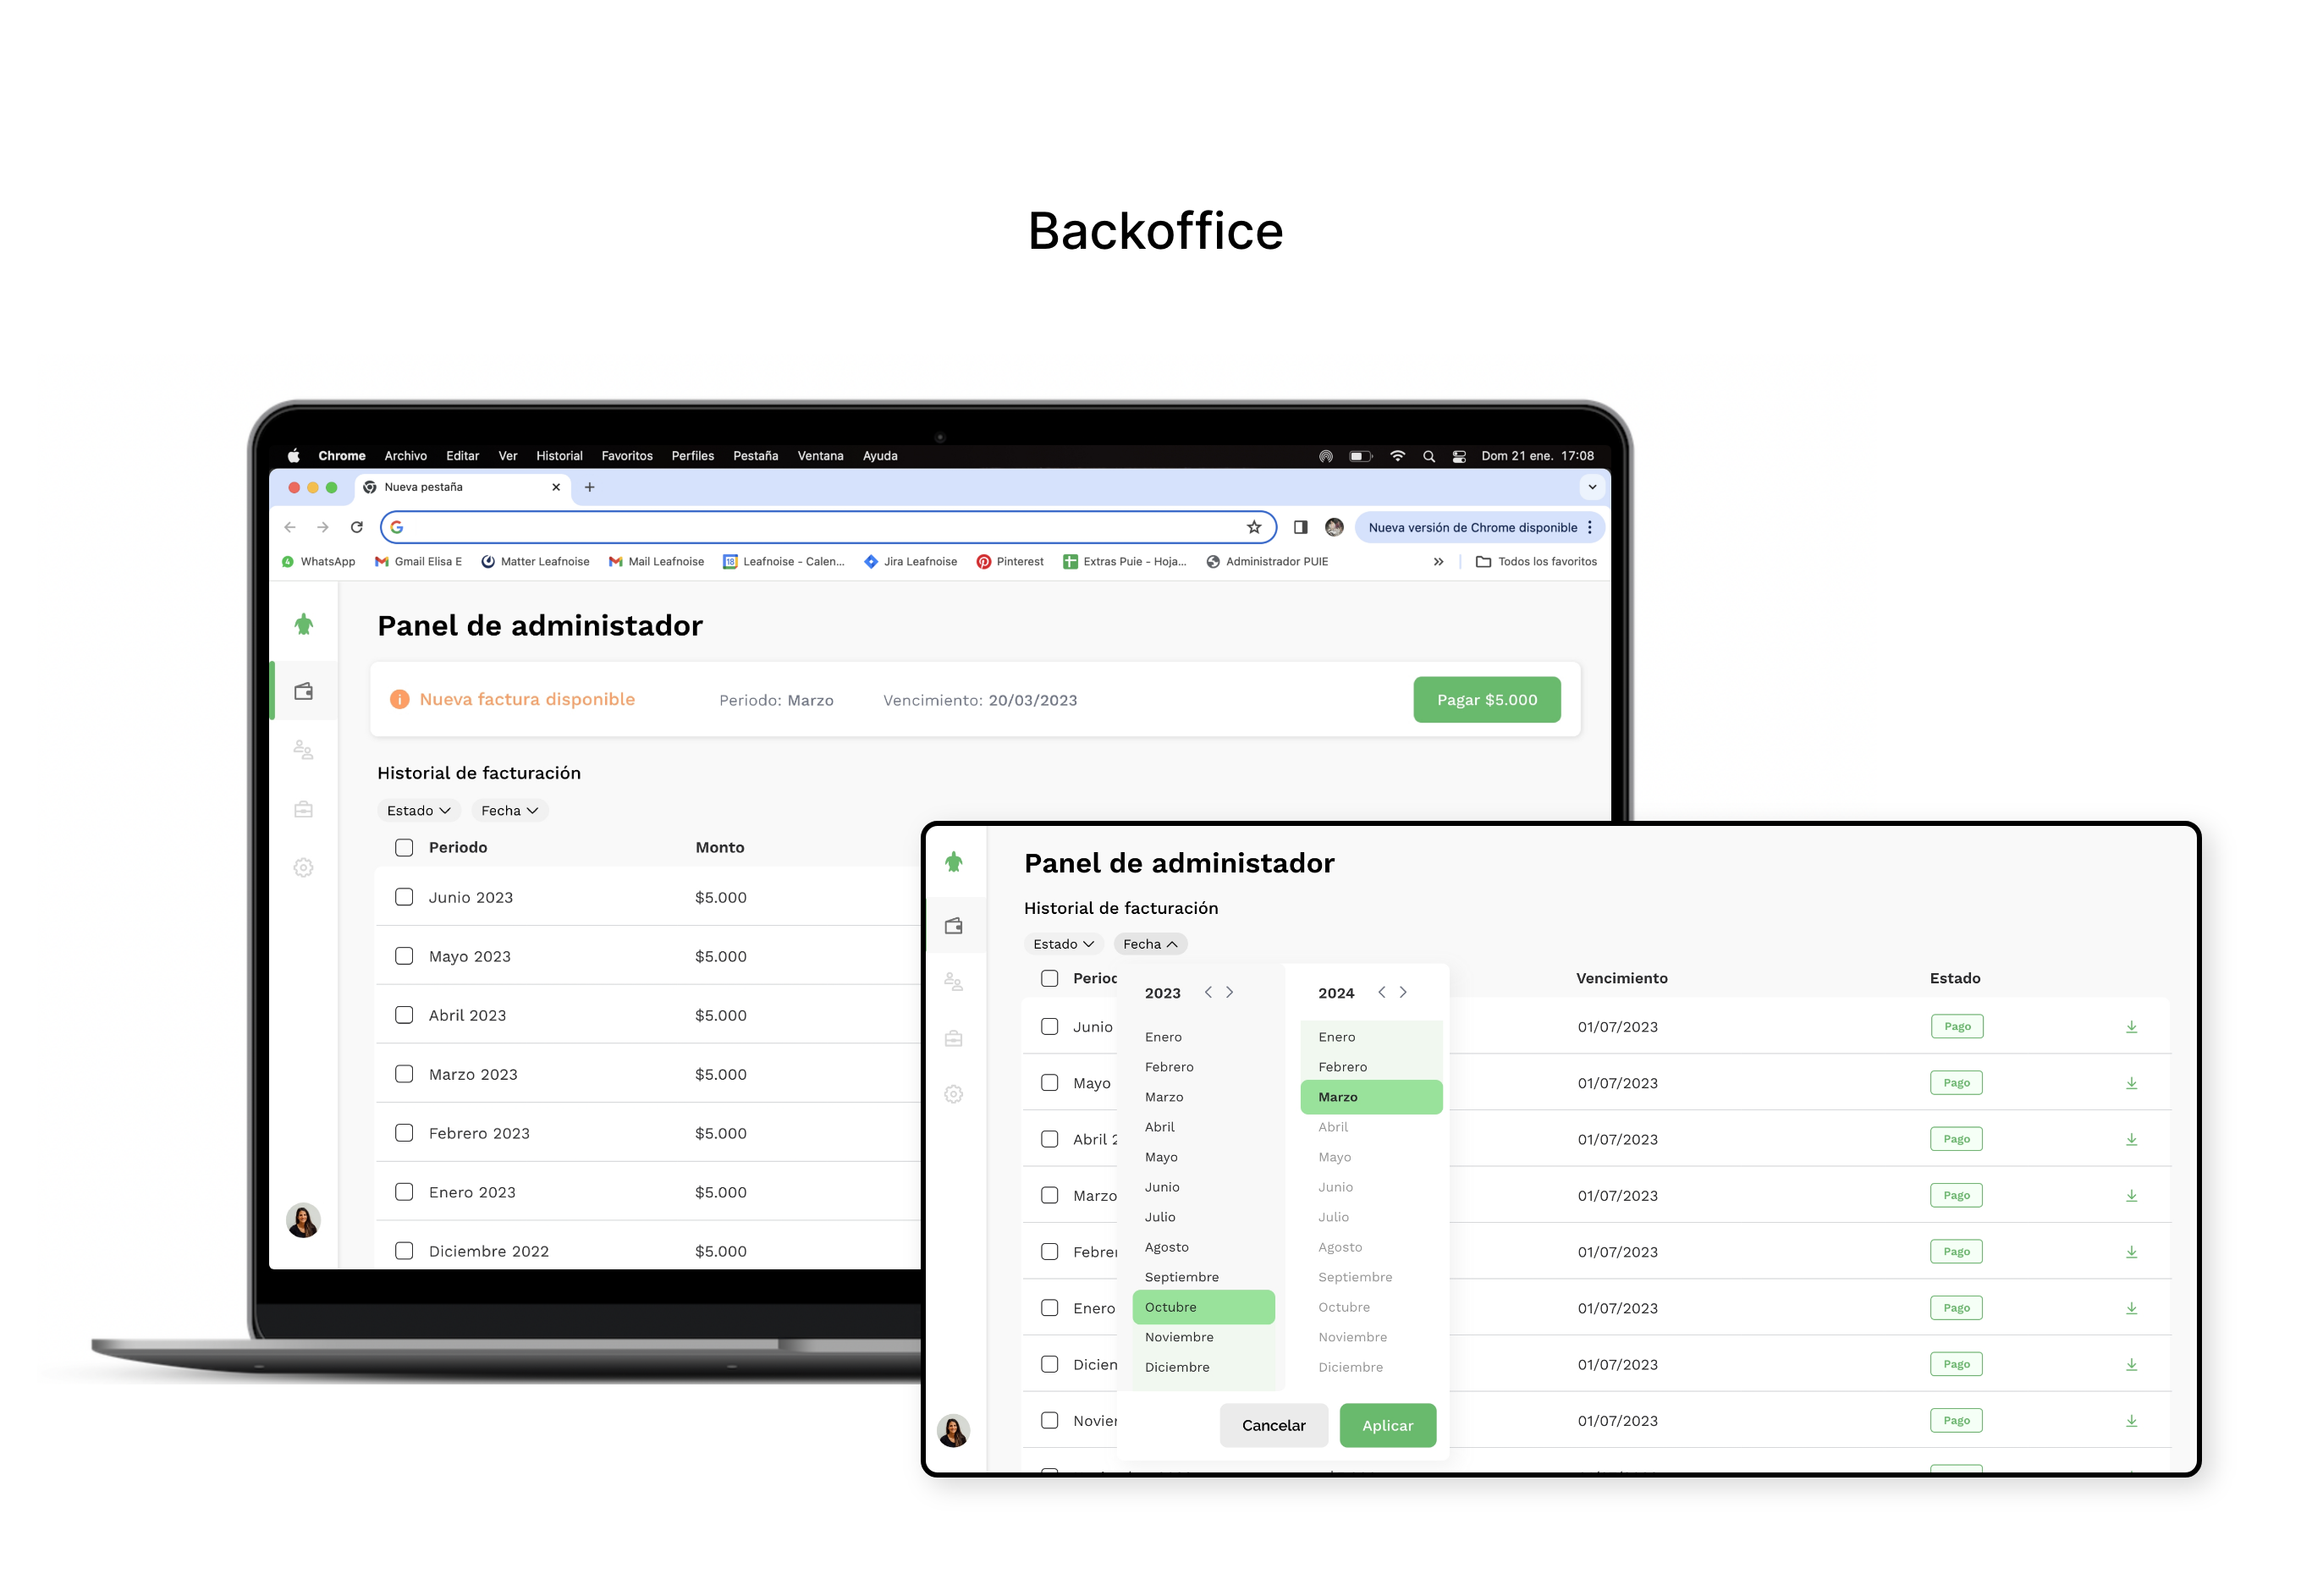 Backoffice
Chrome Archivo Editar Ver Historial Favoritos Perfiles Pestaña Ventana Ayuda Dom 21 ene. 17:08
Nueva pestaña
Nueva versión de Chrome disponible
WhatsApp Gmail Elisa E Matter Leafnoise Mail Leafnoise Leafnoise - Calen... Jira Leafnoise Pinterest Extras Puie - Hoja... Administrador PUIE » Todos los favoritos
Panel de administador
Nueva factura disponible Periodo: Marzo Vencimiento: 20/03/2023 Pagar $5.000
Historial de facturación
Estado Fecha
Periodo Monto
Junio 2023 $5.000
Mayo 2023 $5.000
Abril 2023 $5.000
Marzo 2023 $5.000
Febrero 2023 $5.000
Enero 2023 $5.000
Diciembre 2022 $5.000
Panel de administador
Historial de facturación
Estado Fecha
Vencimiento Estado
2023 2024
Junio 01/07/2023 Pago
Mayo 01/07/2023 Pago
Abril 2 01/07/2023 Pago
Marzo 01/07/2023 Pago
Febrer 01/07/2023 Pago
Enero 01/07/2023 Pago
Diciem 01/07/2023 Pago
Novier 01/07/2023 Pago
Enero Enero
Febrero Febrero
Marzo Marzo
Abril Abril
Mayo Mayo
Junio Junio
Julio Julio
Agosto Agosto
Septiembre Septiembre
Octubre Octubre
Noviembre Noviembre
Diciembre Diciembre
Cancelar Aplicar